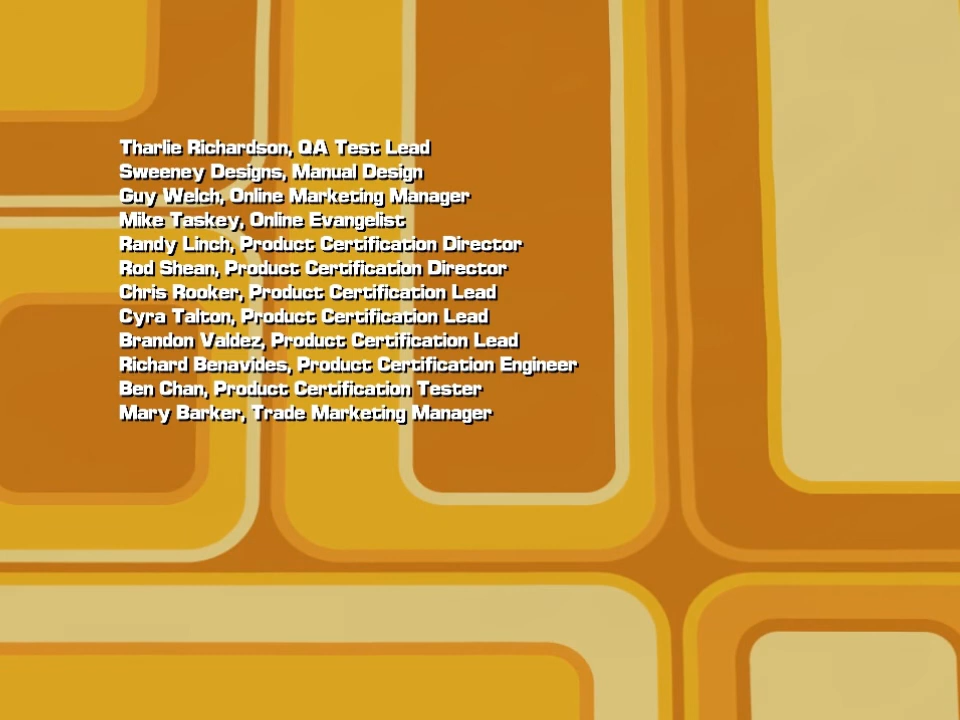 Tharlie Richardson, QA Test Lead
Sweeney Designs, Manual Design
Guy Welch, Online Marketing Manager
Mike Taskey, Online Evangelist
Randy Linch, Product Certification Director
Rod Shean, Product Certification Director
Chris Rooker, Product Certification Lead
Cyra Talton, Product Certification Lead
Brandon Valdez, Product Certification Lead
Richard Benavides, Product Certification Engineer
Ben Chan, Product Certification Tester
Mary Barker, Trade Marketing Manager